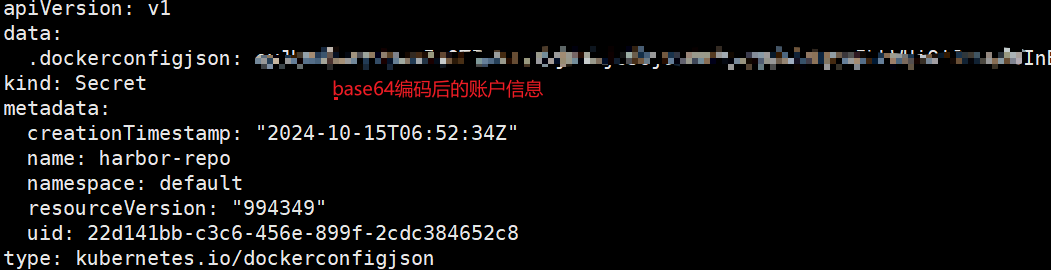 apiVersion: v1
data:
  .dockerconfigjson:
kind: Secret
base64编码后的账户信息
metadata:
  creationTimestamp: "2024-10-15T06:52:34Z"
  name: harbor-repo
  namespace: default
  resourceVersion: "994349"
  uid: 22d141bb-c3c6-456e-899f-2cdc384652c8
type: kubernetes.io/dockerconfigjson